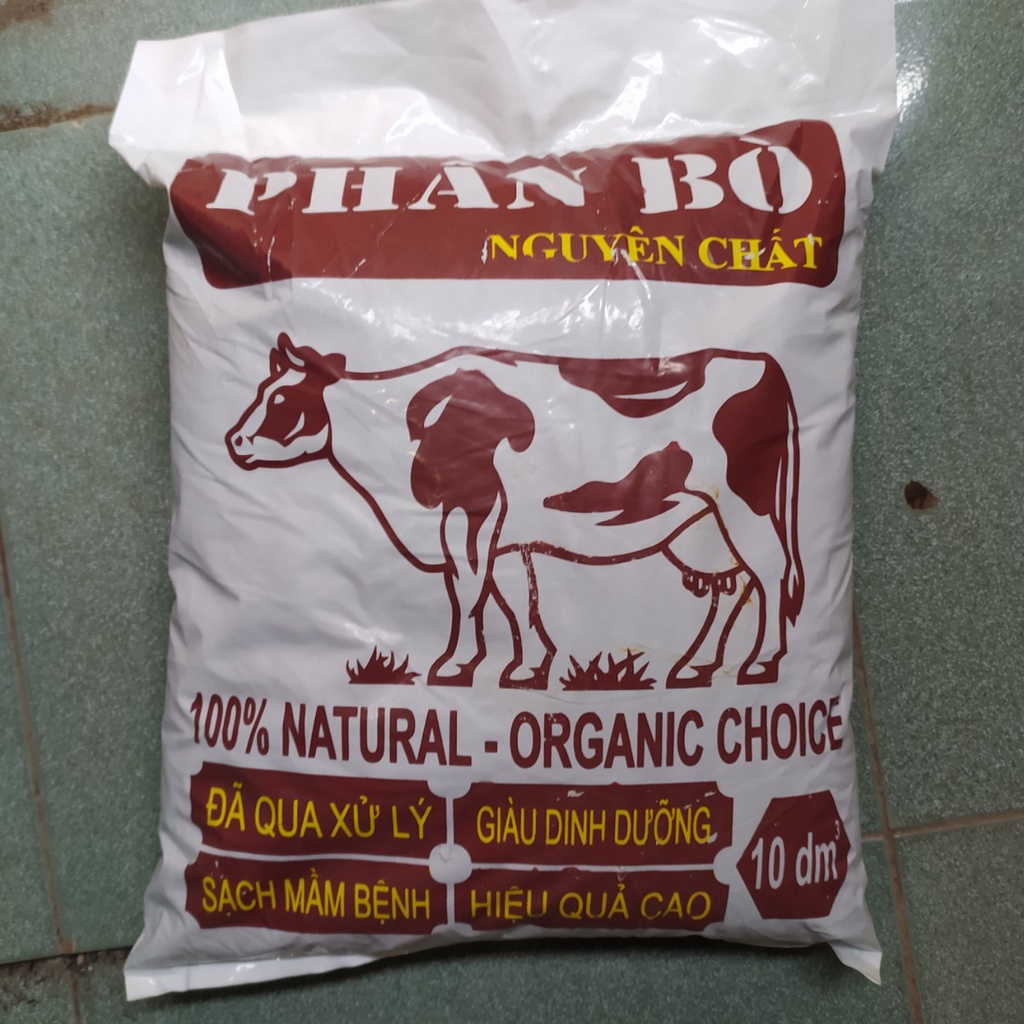 PHÂN BÒ
NGUYÊN CHẤT
100% NATURAL - ORGANIC CHOICE
ĐÃ QUA XỬ LÝ
GIÀU DINH DƯỠNG
SẠCH MẦM BỆNH
HIỆU QUẢ CAO
10 dm³